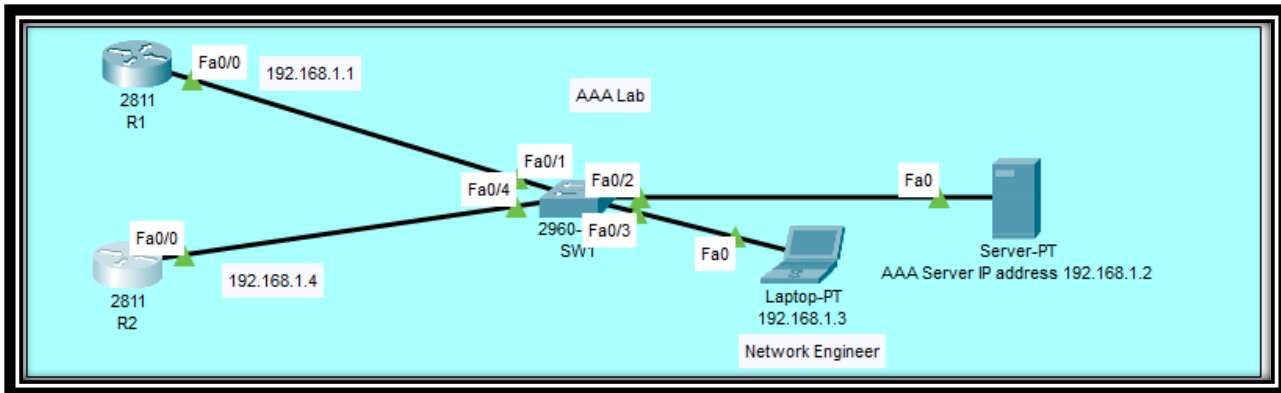 Fa0/0
192.168.1.1
2811
R1
AAA Lab
Fa0/1
Fa0/4
Fa0/2
Fa0
2960-
Fa0/3
SW1
Fa0/0
Fa0
192.168.1.4
2811
R2
Server-PT
AAA Server IP address 192.168.1.2
Laptop-PT
192.168.1.3
Network Engineer